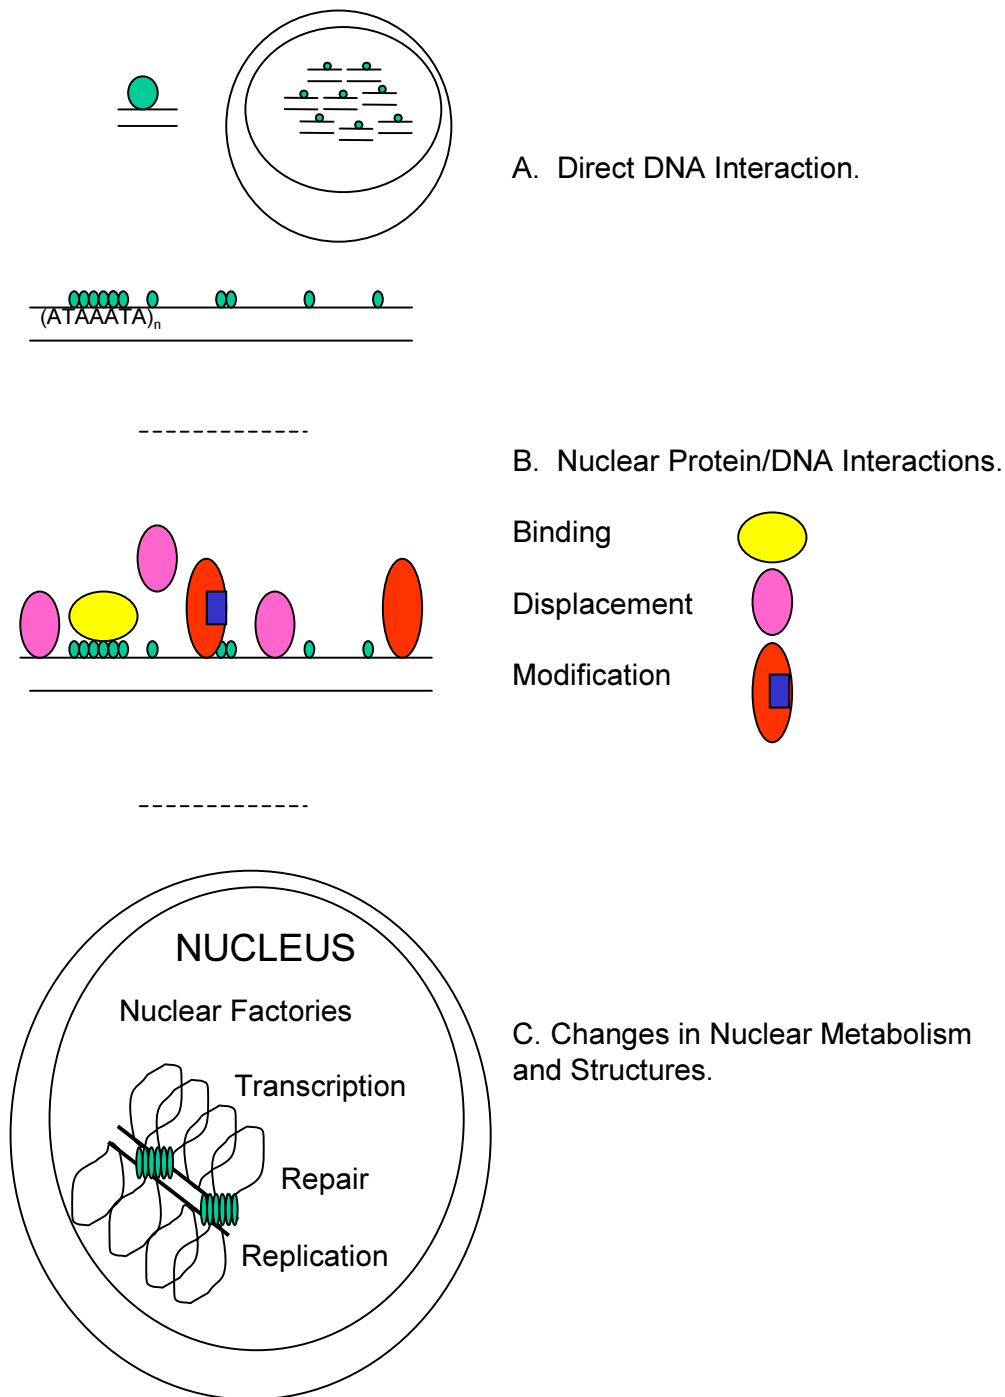 A. Direct DNA Interaction.
(ATAAATA)n
B. Nuclear Protein/DNA Interactions.
Binding
Displacement
Modification
NUCLEUS
Nuclear Factories
Transcription
Repair
Replication
C. Changes in Nuclear Metabolism
and Structures.